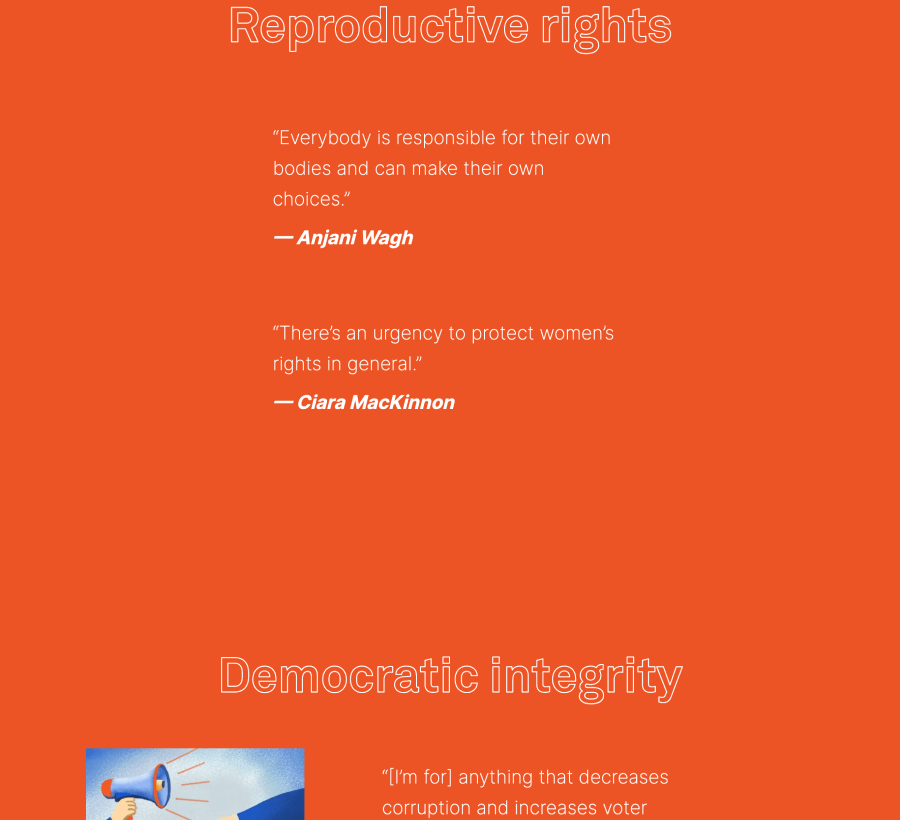 Reproductive rights
“Everybody is responsible for their own
bodies and can make their own
choices.”
— Anjani Wagh
“There’s an urgency to protect women’s
rights in general.”
— Ciara MacKinnon
Democratic integrity
“[I’m for] anything that decreases
corruption and increases voter